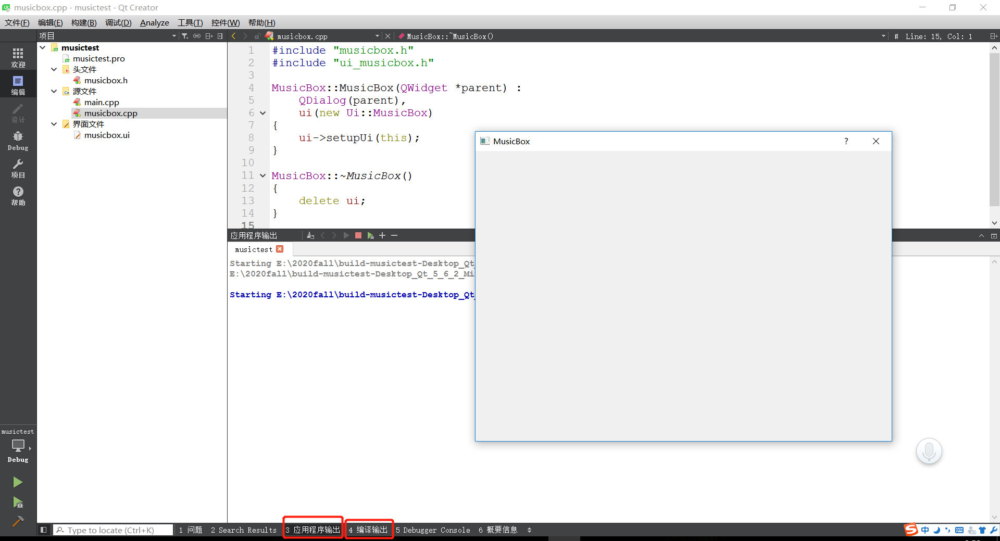 musicbox.cpp - musictest - Qt Creator
文件(F) 编辑(E) 构建(B) 调试(D) Analyze 工具(T) 控件(W) 帮助(H)
项目
musicbox.cpp
MusicBox::~MusicBox()
# Line: 15, Col: 1
欢迎
编辑
设计
Debug
项目
帮助
musictest
musictest.pro
头文件
musicbox.h
源文件
main.cpp
musicbox.cpp
界面文件
musicbox.ui
1 #include "musicbox.h"
2 #include "ui_musicbox.h"
3
4 MusicBox::MusicBox(QWidget *parent) :
5 QDialog(parent),
6 ui(new Ui::MusicBox)
7 {
8 ui->setupUi(this);
9 }
10
11 MusicBox::~MusicBox()
12 {
13 delete ui;
14 }
15
MusicBox
?
应用程序输出
musictest
Starting E:\2020fall\build-musictest-Desktop_Qt_
E:\2020fall\build-musictest-Desktop_Qt_5_6_2_Mi
Starting E:\2020fall\build-musictest-Desktop_Qt_
musictest
Debug
Type to locate (Ctrl+K)
1 问题 2 Search Results 3 应用程序输出 4 编译输出 5 Debugger Console 6 概要信息
中